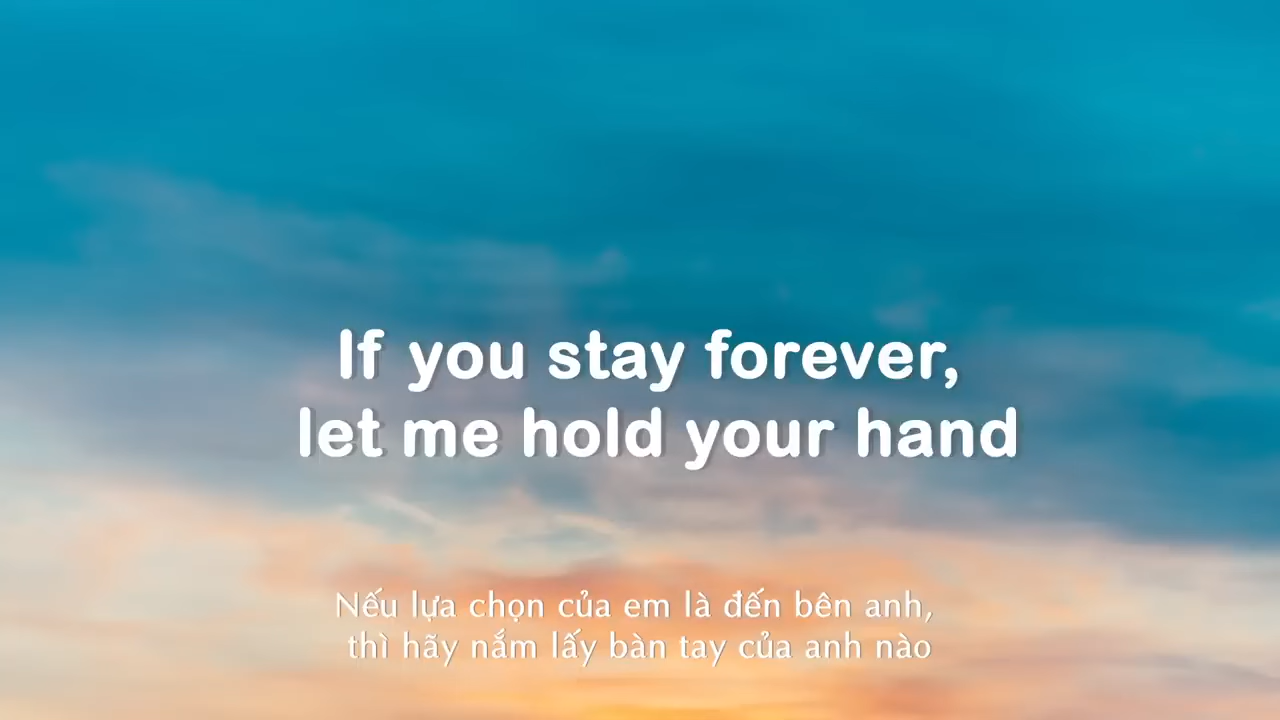 If you stay forever,
let me hold your hand
Nếu lựa chọn của em là đến bên anh,
thì hãy nắm lấy bàn tay của anh nào